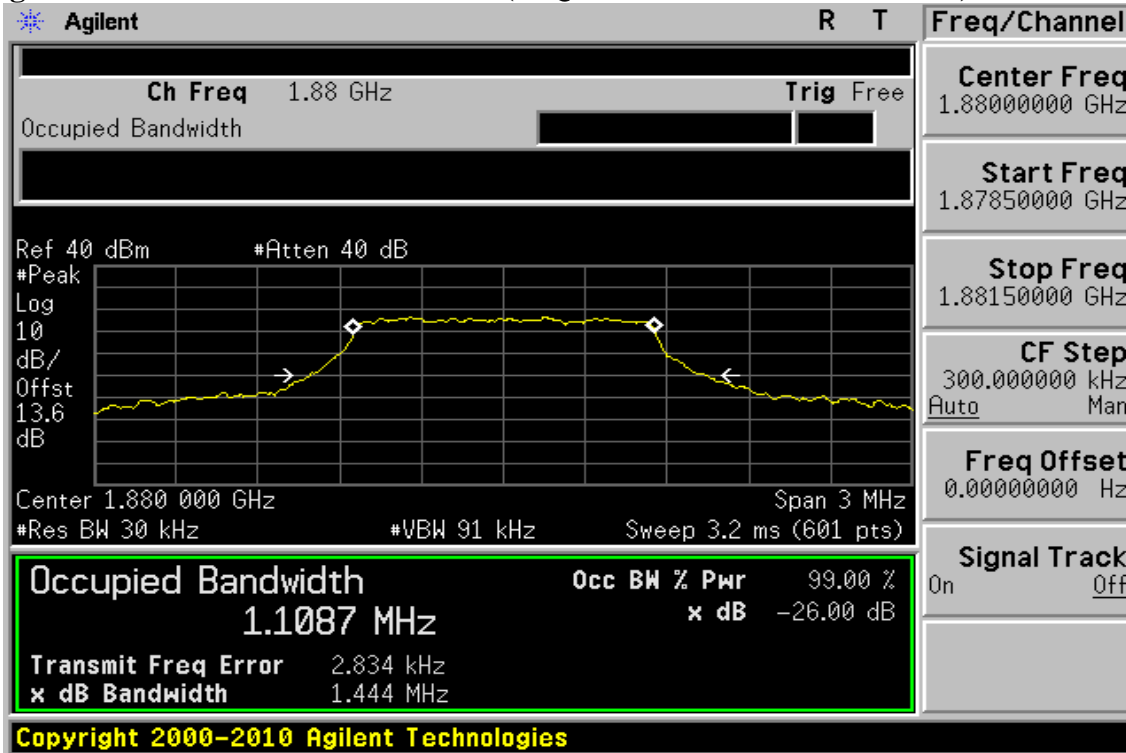 Agilent R T Freq/Channel
Ch Freq 1.88 GHz Trig Free
Occupied Bandwidth
Center Freq
1.88000000 GHz
Start Freq
1.87850000 GHz
Stop Freq
1.88150000 GHz
CF Step
300.000000 kHz
Auto Man
Freq Offset
0.00000000 Hz
Signal Track
On Off
Ref 40 dBm #Atten 40 dB
#Peak
Log
10
dB/
Offst
13.6
dB
Center 1.880 000 GHz Span 3 MHz
#Res BW 30 kHz #VBW 91 kHz Sweep 3.2 ms (601 pts)
Occupied Bandwidth Occ BW % Pwr 99.00 %
1.1087 MHz x dB -26.00 dB
Transmit Freq Error 2.834 kHz
x dB Bandwidth 1.444 MHz
Copyright 2000-2010 Agilent Technologies